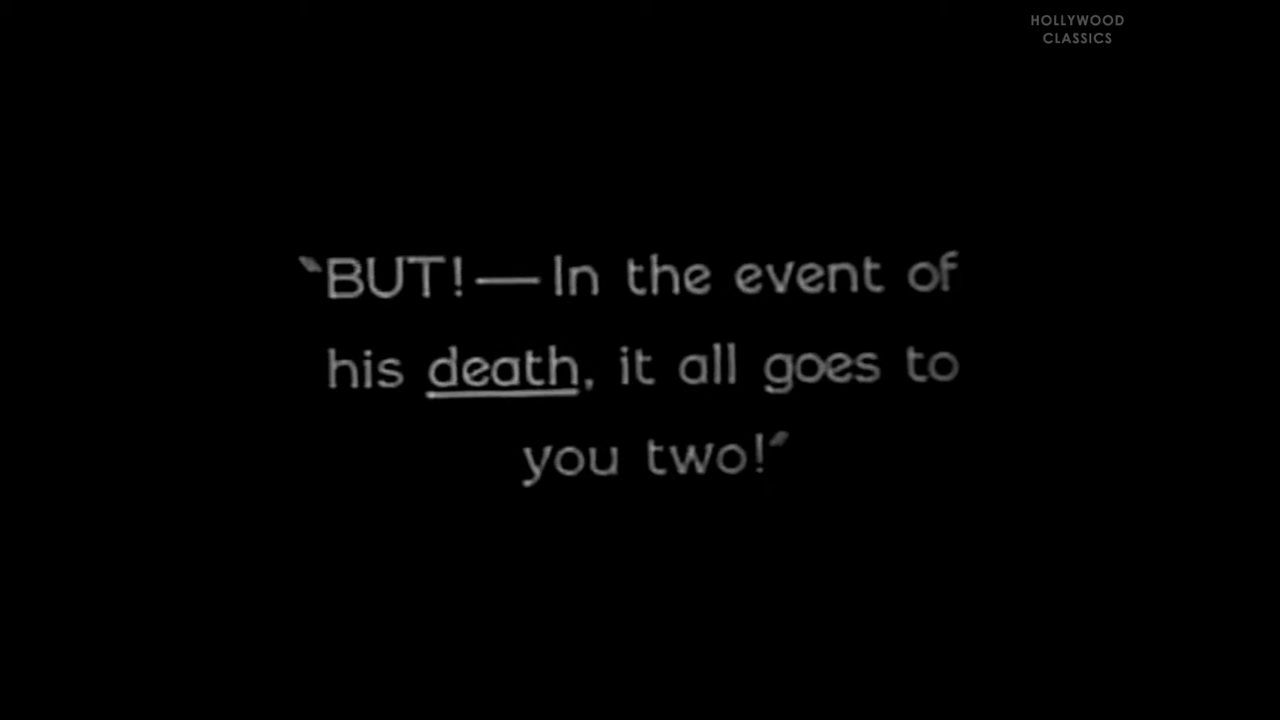 HOLLYWOOD
CLASSICS
“BUT!—In the event of
his death, it all goes to
you two!”